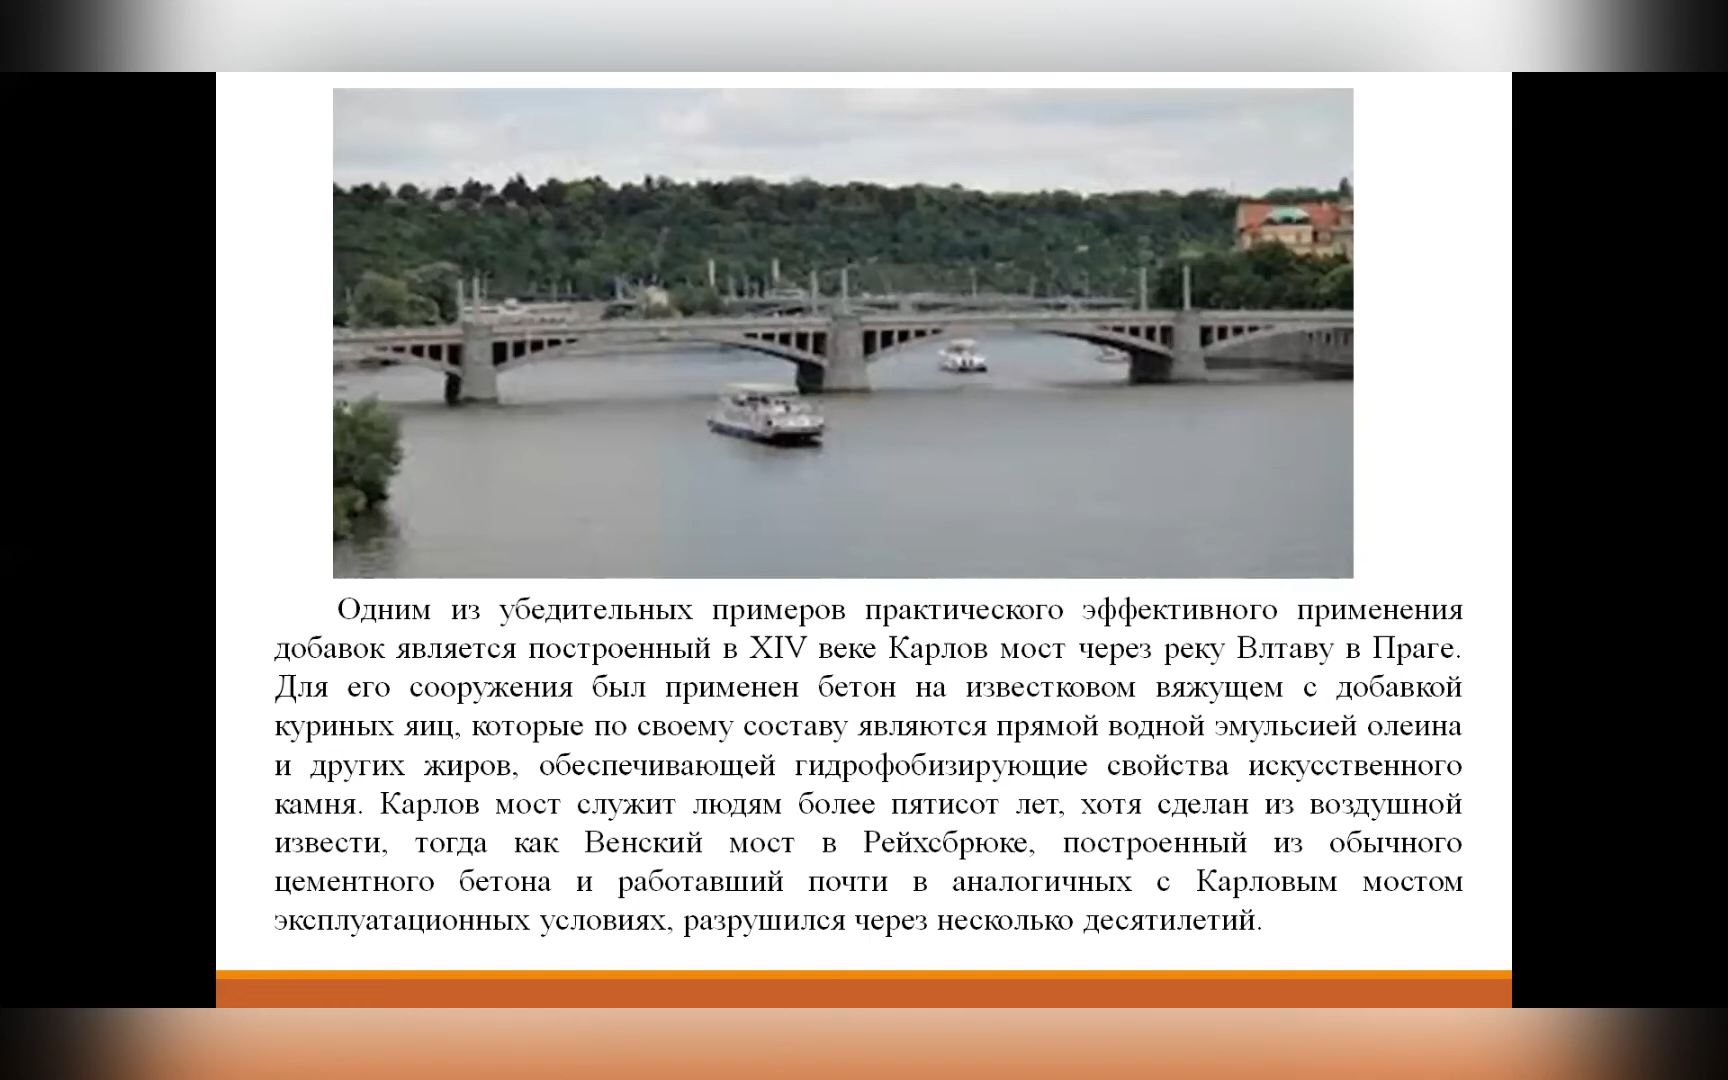 Одним из убедительных примеров практического эффективного применения
добавок является построенный в XIV веке Карлов мост через реку Влтаву в Праге.
Для его сооружения был применен бетон на известковом вяжущем с добавкой
куриных яиц, которые по своему составу являются прямой водной эмульсией олеина
и других жиров, обеспечивающей гидрофобизирующие свойства искусственного
камня. Карлов мост служит людям более пятисот лет, хотя сделан из воздушной
извести, тогда как Венский мост в Рейхсбрюке, построенный из обычного
цементного бетона и работавший почти в аналогичных с Карловым мостом
эксплуатационных условиях, разрушился через несколько десятилетий.